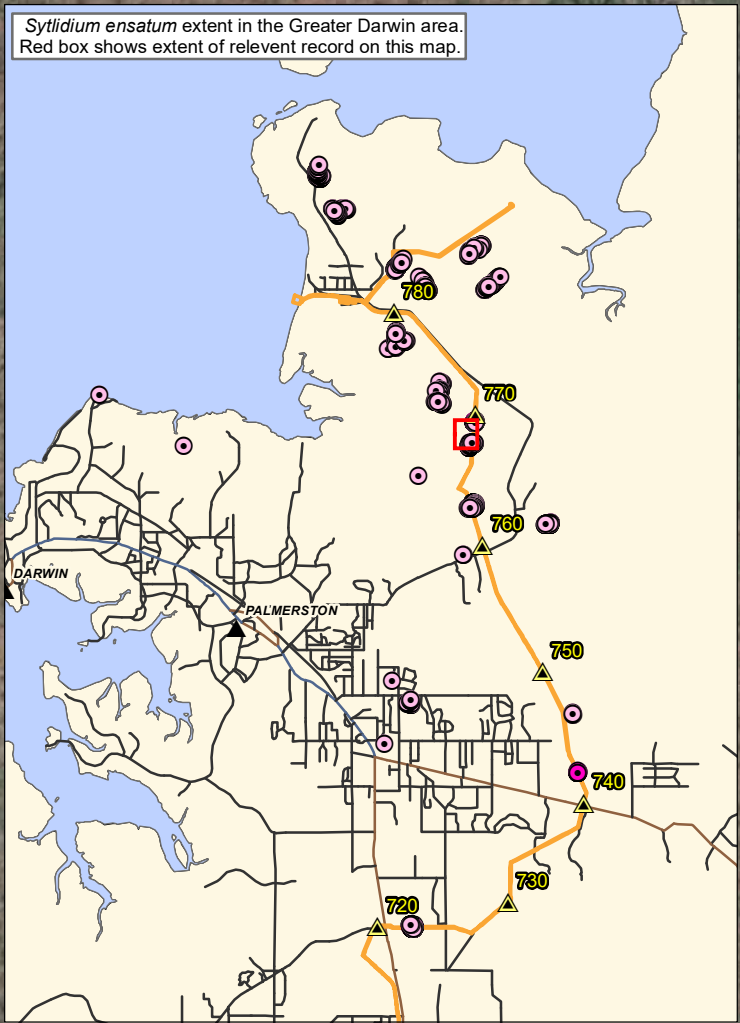 Sytlidium ensatum extent in the Greater Darwin area.
Red box shows extent of relevent record on this map.
780
770
760
DARWIN
PALMERSTON
750
740
730
720